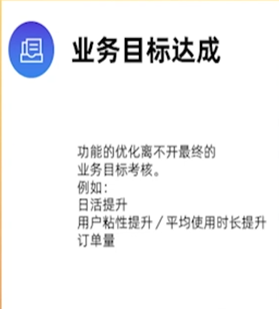 业务目标达成
功能的优化离不开最终的
业务目标考核。
例如：
日活提升
用户粘性提升／平均使用时长提升
订单量